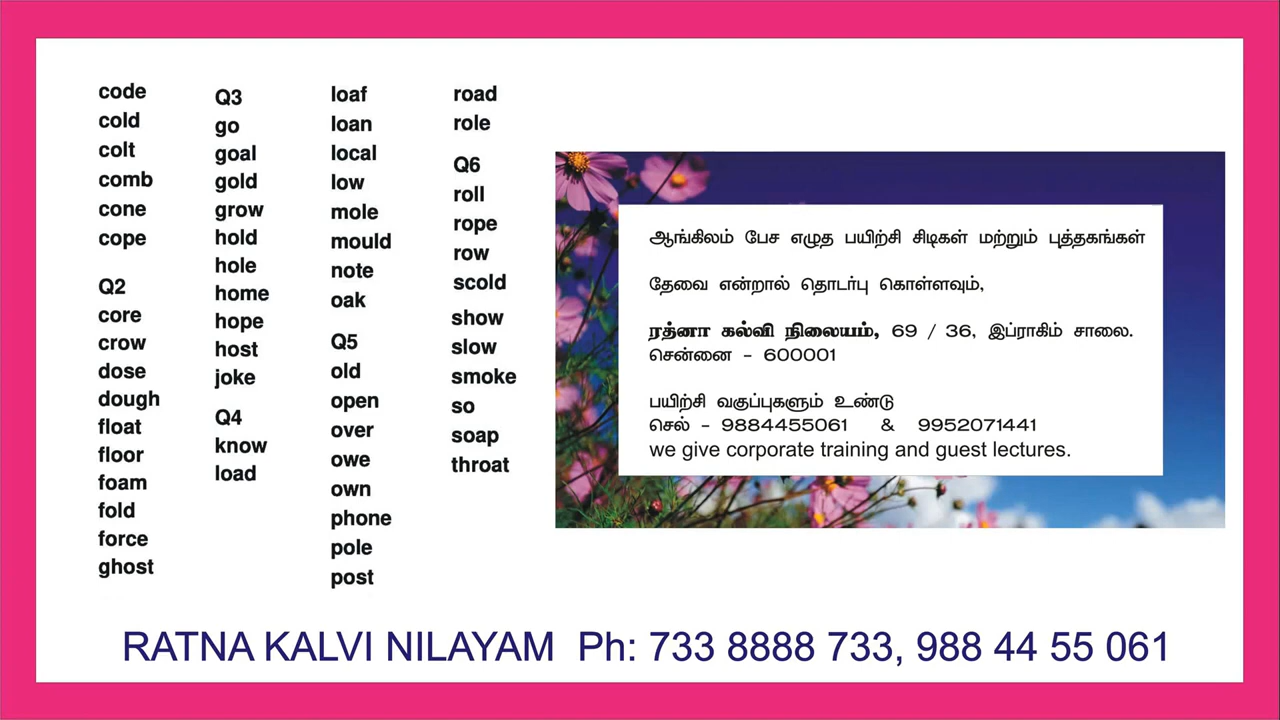 code
cold
colt
comb
cone
cope
Q2
core
crow
dose
dough
float
floor
foam
fold
force
ghost
Q3
go
goal
gold
grow
hold
hole
home
hope
host
joke
Q4
know
load
loaf
loan
local
low
mole
mould
note
oak
Q5
old
open
over
owe
own
phone
pole
post
road
role
Q6
roll
rope
row
scold
show
slow
smoke
so
soap
throat
ஆங்கிலம் பேச எழுத பயிற்சி சிடிகள் மற்றும் புத்தகங்கள்
தேவை என்றால் தொடர்பு கொள்ளவும்,
ரத்னா கல்வி நிலையம், 69 / 36, இப்ராகிம் சாலை.
சென்னை - 600001
பயிற்சி வகுப்புகளும் உண்டு
செல் - 9884455061 & 9952071441
we give corporate training and guest lectures.
RATNA KALVI NILAYAM Ph: 733 8888 733, 988 44 55 061